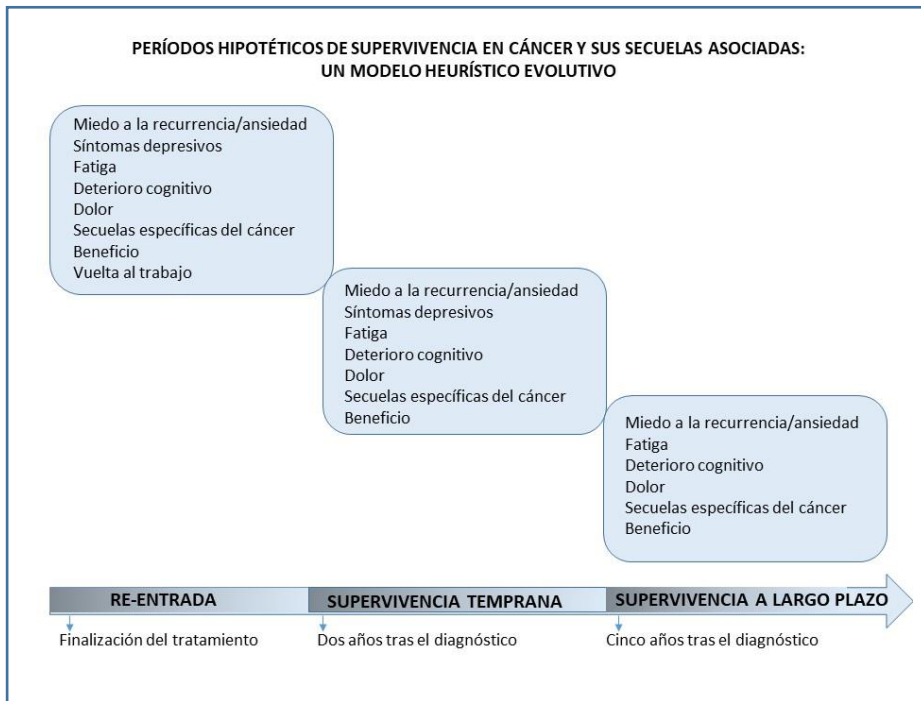 PERÍODOS HIPOTÉTICOS DE SUPERVIVENCIA EN CÁNCER Y SUS SECUELAS ASOCIADAS:
UN MODELO HEURÍSTICO EVOLUTIVO
Miedo a la recurrencia/ansiedad
Síntomas depresivos
Fatiga
Deterioro cognitivo
Dolor
Secuelas específicas del cáncer
Beneficio
Vuelta al trabajo
Miedo a la recurrencia/ansiedad
Síntomas depresivos
Fatiga
Deterioro cognitivo
Dolor
Secuelas específicas del cáncer
Beneficio
Miedo a la recurrencia/ansiedad
Fatiga
Deterioro cognitivo
Dolor
Secuelas específicas del cáncer
Beneficio
RE-ENTRADA
SUPERVIVENCIA TEMPRANA
SUPERVIVENCIA A LARGO PLAZO
Finalización del tratamiento
Dos años tras el diagnóstico
Cinco años tras el diagnóstico